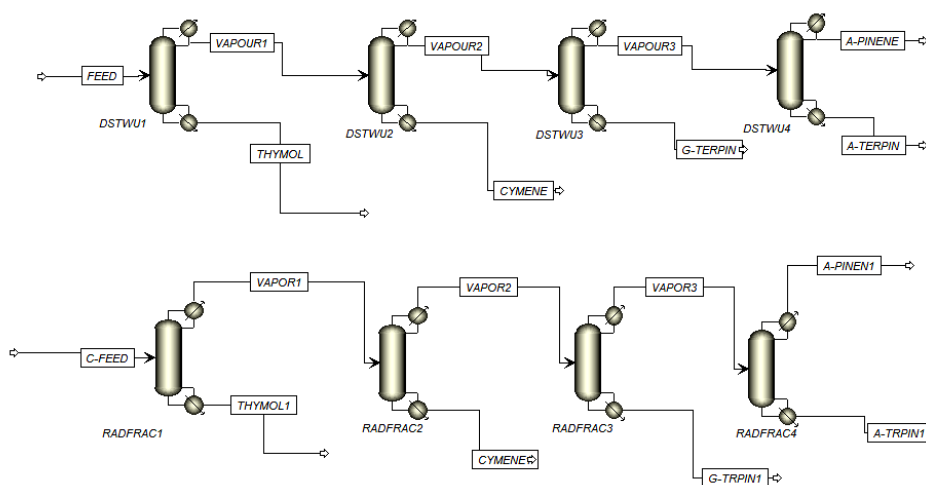 VAPOUR1
VAPOUR2
VAPOUR3
A-PINENE
FEED
DSTWU1
DSTWU2
DSTWU3
DSTWU4
THYMOL
G-TERPIN
A-TERPIN
CYMENE
A-PINEN1
VAPOR1
VAPOR2
VAPOR3
C-FEED
THYMOL1
RADFRAC1
RADFRAC2
RADFRAC3
RADFRAC4
A-TRPIN1
CYMENE
G-TRPIN1